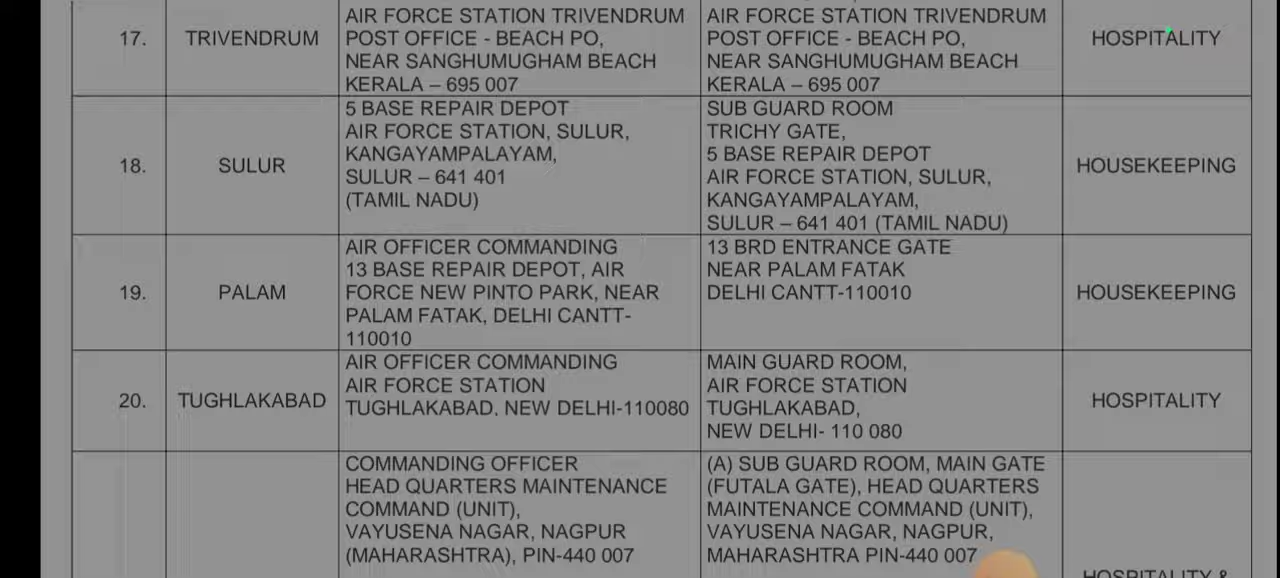 17.
TRIVENDRUM
AIR FORCE STATION TRIVENDRUM
POST OFFICE - BEACH PO,
NEAR SANGHUMUGHAM BEACH
KERALA – 695 007
AIR FORCE STATION TRIVENDRUM
POST OFFICE - BEACH PO,
NEAR SANGHUMUGHAM BEACH
KERALA – 695 007
HOSPITALITY
18.
SULUR
5 BASE REPAIR DEPOT
AIR FORCE STATION, SULUR,
KANGAYAMPALAYAM,
SULUR – 641 401
(TAMIL NADU)
SUB GUARD ROOM
TRICHY GATE,
5 BASE REPAIR DEPOT
AIR FORCE STATION, SULUR,
KANGAYAMPALAYAM,
SULUR – 641 401 (TAMIL NADU)
HOUSEKEEPING
19.
PALAM
AIR OFFICER COMMANDING
13 BASE REPAIR DEPOT, AIR
FORCE NEW PINTO PARK, NEAR
PALAM FATAK, DELHI CANTT-
110010
13 BRD ENTRANCE GATE
NEAR PALAM FATAK
DELHI CANTT-110010
HOUSEKEEPING
20.
TUGHLAKABAD
AIR OFFICER COMMANDING
AIR FORCE STATION
TUGHLAKABAD, NEW DELHI-110080
MAIN GUARD ROOM,
AIR FORCE STATION
TUGHLAKABAD,
NEW DELHI- 110 080
HOSPITALITY
COMMANDING OFFICER
HEAD QUARTERS MAINTENANCE
COMMAND (UNIT),
VAYUSENA NAGAR, NAGPUR
(MAHARASHTRA), PIN-440 007
(A) SUB GUARD ROOM, MAIN GATE
(FUTALA GATE), HEAD QUARTERS
MAINTENANCE COMMAND (UNIT),
VAYUSENA NAGAR, NAGPUR,
MAHARASHTRA PIN-440 007
HOSPITALITY &